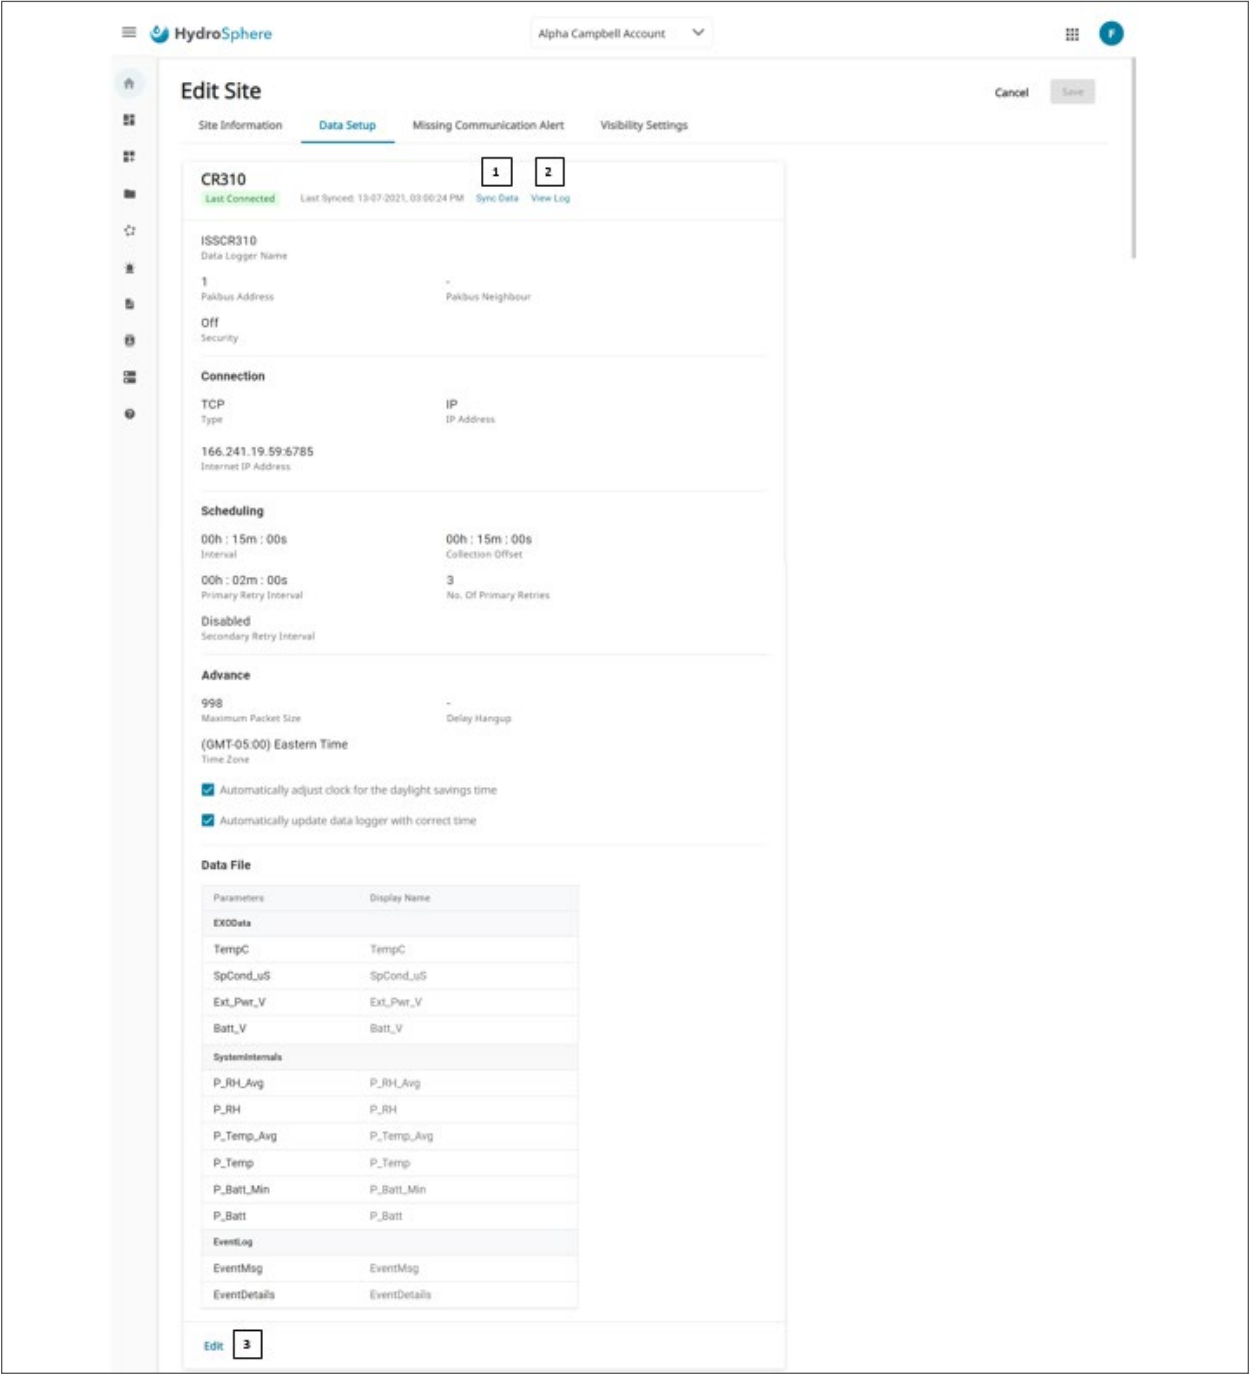 HydroSphere
Alpha Campbell Account
F
Edit Site
Cancel
Save
Site Information Data Setup Missing Communication Alert Visibility Settings
1 2
CR310
Last Connected Last Synced: 13-07-2021, 03:00:24 PM Sync Data View Log
ISSCR310
Data Logger Name
1 -
Pakbus Address Pakbus Neighbour
Off
Security
Connection
TCP IP
Type IP Address
166.241.19.59:6785
Internet IP Address
Scheduling
00h : 15m : 00s 00h : 15m : 00s
Interval Collection Offset
00h : 02m : 00s 3
Primary Retry Interval No. Of Primary Retries
Disabled
Secondary Retry Interval
Advance
998 -
Maximum Packet Size Delay Hangup
(GMT-05:00) Eastern Time
Time Zone
Automatically adjust clock for the daylight savings time
Automatically update data logger with correct time
Data File
Parameters Display Name
EXOData
TempC TempC
SpCond_uS SpCond_uS
Ext_Pwr_V Ext_Pwr_V
Batt_V Batt_V
SystemInternals
P_RH_Avg P_RH_Avg
P_RH P_RH
P_Temp_Avg P_Temp_Avg
P_Temp P_Temp
P_Batt_Min P_Batt_Min
P_Batt P_Batt
EventLog
EventMsg EventMsg
EventDetails EventDetails
Edit 3